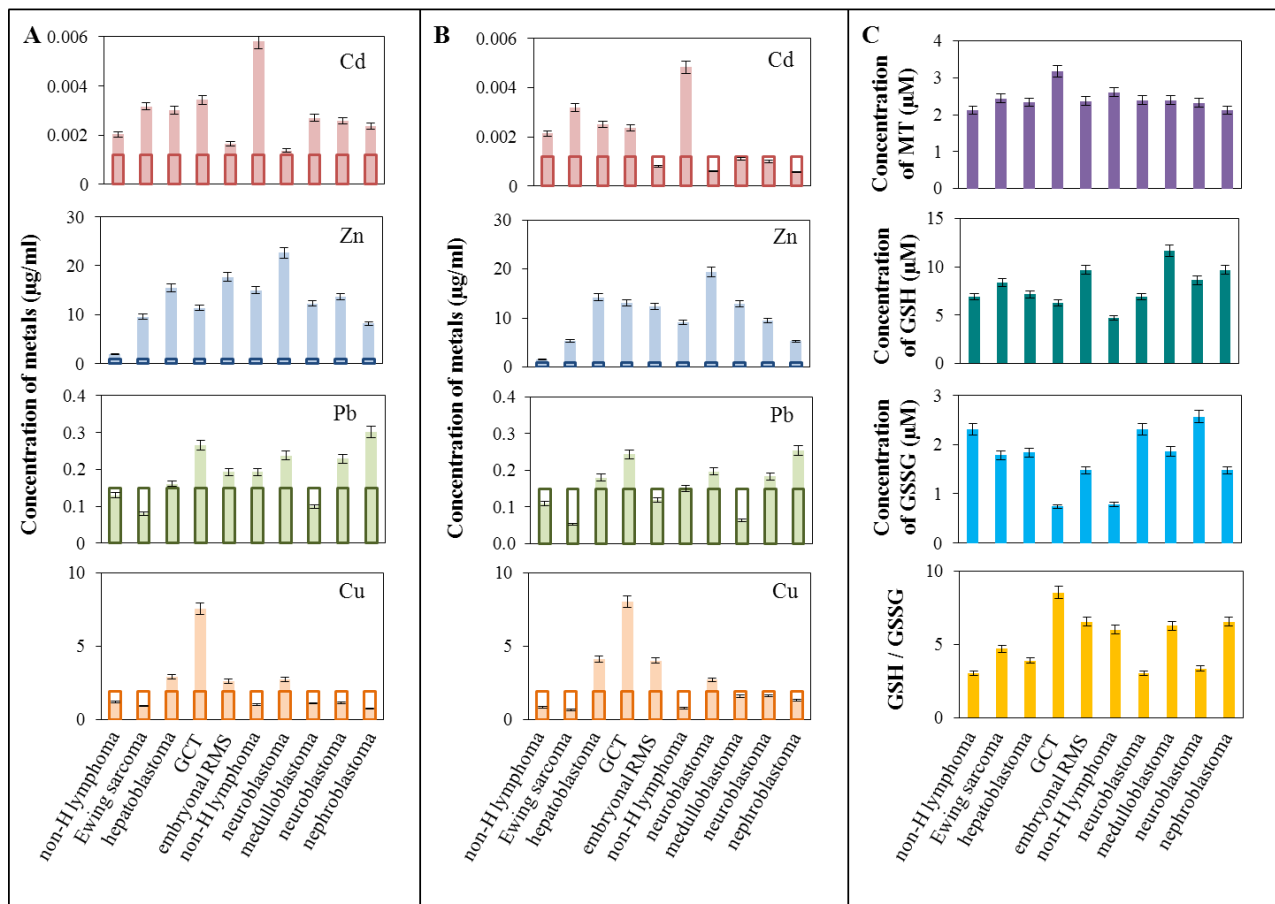 A
Concentration of metals (µg/ml)
0.006
0.004
0.002
0
Cd
30
20
10
0
Zn
0.4
0.3
0.2
0.1
0
Pb
10
5
0
Cu
non-H lymphoma
Ewing sarcoma
hepatoblastoma
GCT
embryonal RMS
non-H lymphoma
neuroblastoma
medulloblastoma
neuroblastoma
nephroblastoma
B
Concentration of metals (µg/ml)
0.006
0.004
0.002
0
Cd
30
20
10
0
Zn
0.4
0.3
0.2
0.1
0.0
Pb
10
5
0
Cu
non-H lymphoma
Ewing sarcoma
hepatoblastoma
GCT
embryonal RMS
non-H lymphoma
neuroblastoma
medulloblastoma
neuroblastoma
nephroblastoma
C
Concentration
of MT (µM)
4
3
2
1
0
Concentration
of GSH (µM)
15
10
5
0
Concentration
of GSSG (µM)
3
2
1
0
GSH / GSSG
10
5
0
non-H lymphoma
Ewing sarcoma
hepatoblastoma
GCT
embryonal RMS
non-H lymphoma
neuroblastoma
medulloblastoma
neuroblastoma
nephroblastoma